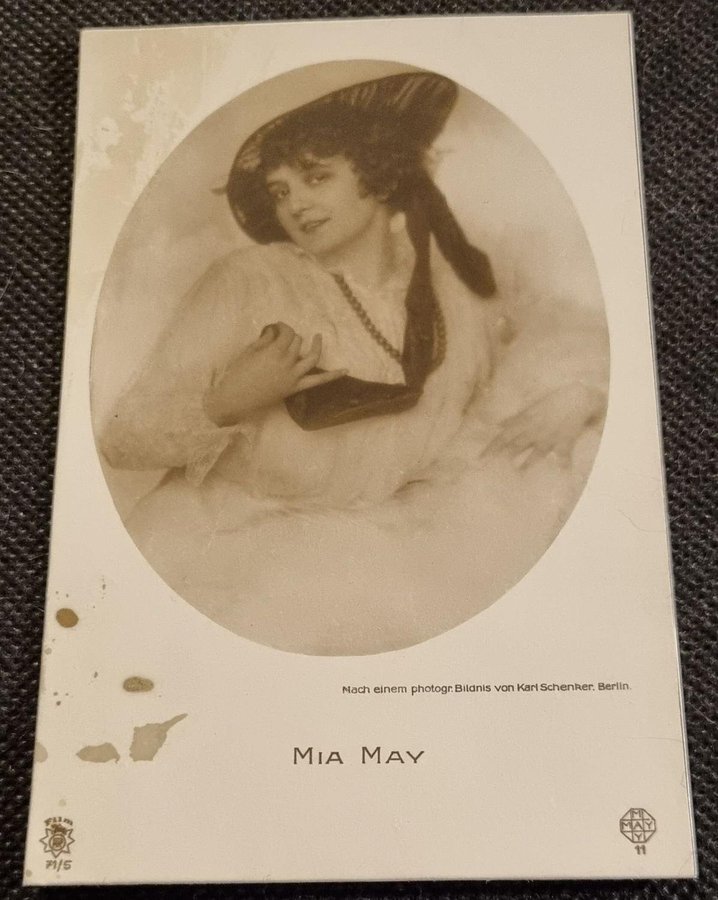 Nach einem photogr. Bildnis von Karl Schenker. Berlin.
MIA MAY
Film
71/5
M
MAY
Y
11